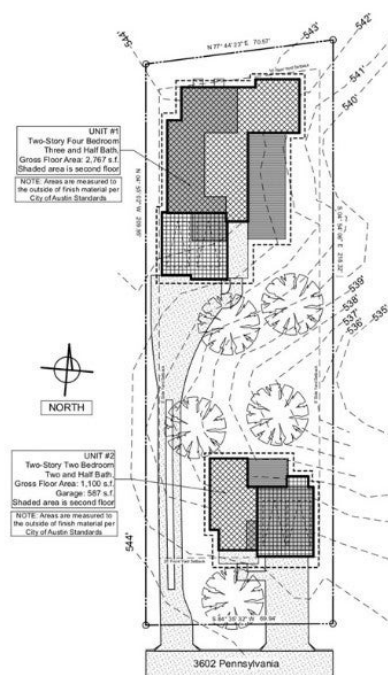 544'
N 77° 44' 23" E 70.57'
543'
542'
541'
540'
UNIT #1
Two-Story Four Bedroom
Three and Half Bath.
Gross Floor Area: 2,767 s.f.
Shaded area is second floor
NOTE: Areas are measured to
the outside of finish material per
City of Austin Standards
539'
538'
537'
536'
535'
NORTH
UNIT #2
Two-Story Two Bedroom
Two and Half Bath.
Gross Floor Area: 1,100 s.f.
Garage: 587 s.f.
Shaded area is second floor
NOTE: Areas are measured to
the outside of finish material per
City of Austin Standards
544'
3602 Pennsylvania